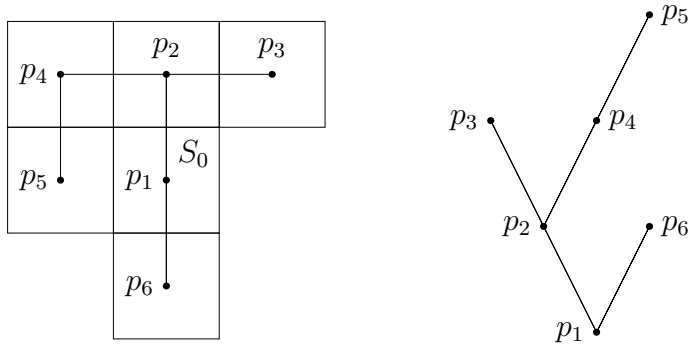 p₂ p₃
p₄
S₀
p₅ p₁
p₆
p₅
p₃ p₄
p₂ p₆
p₁